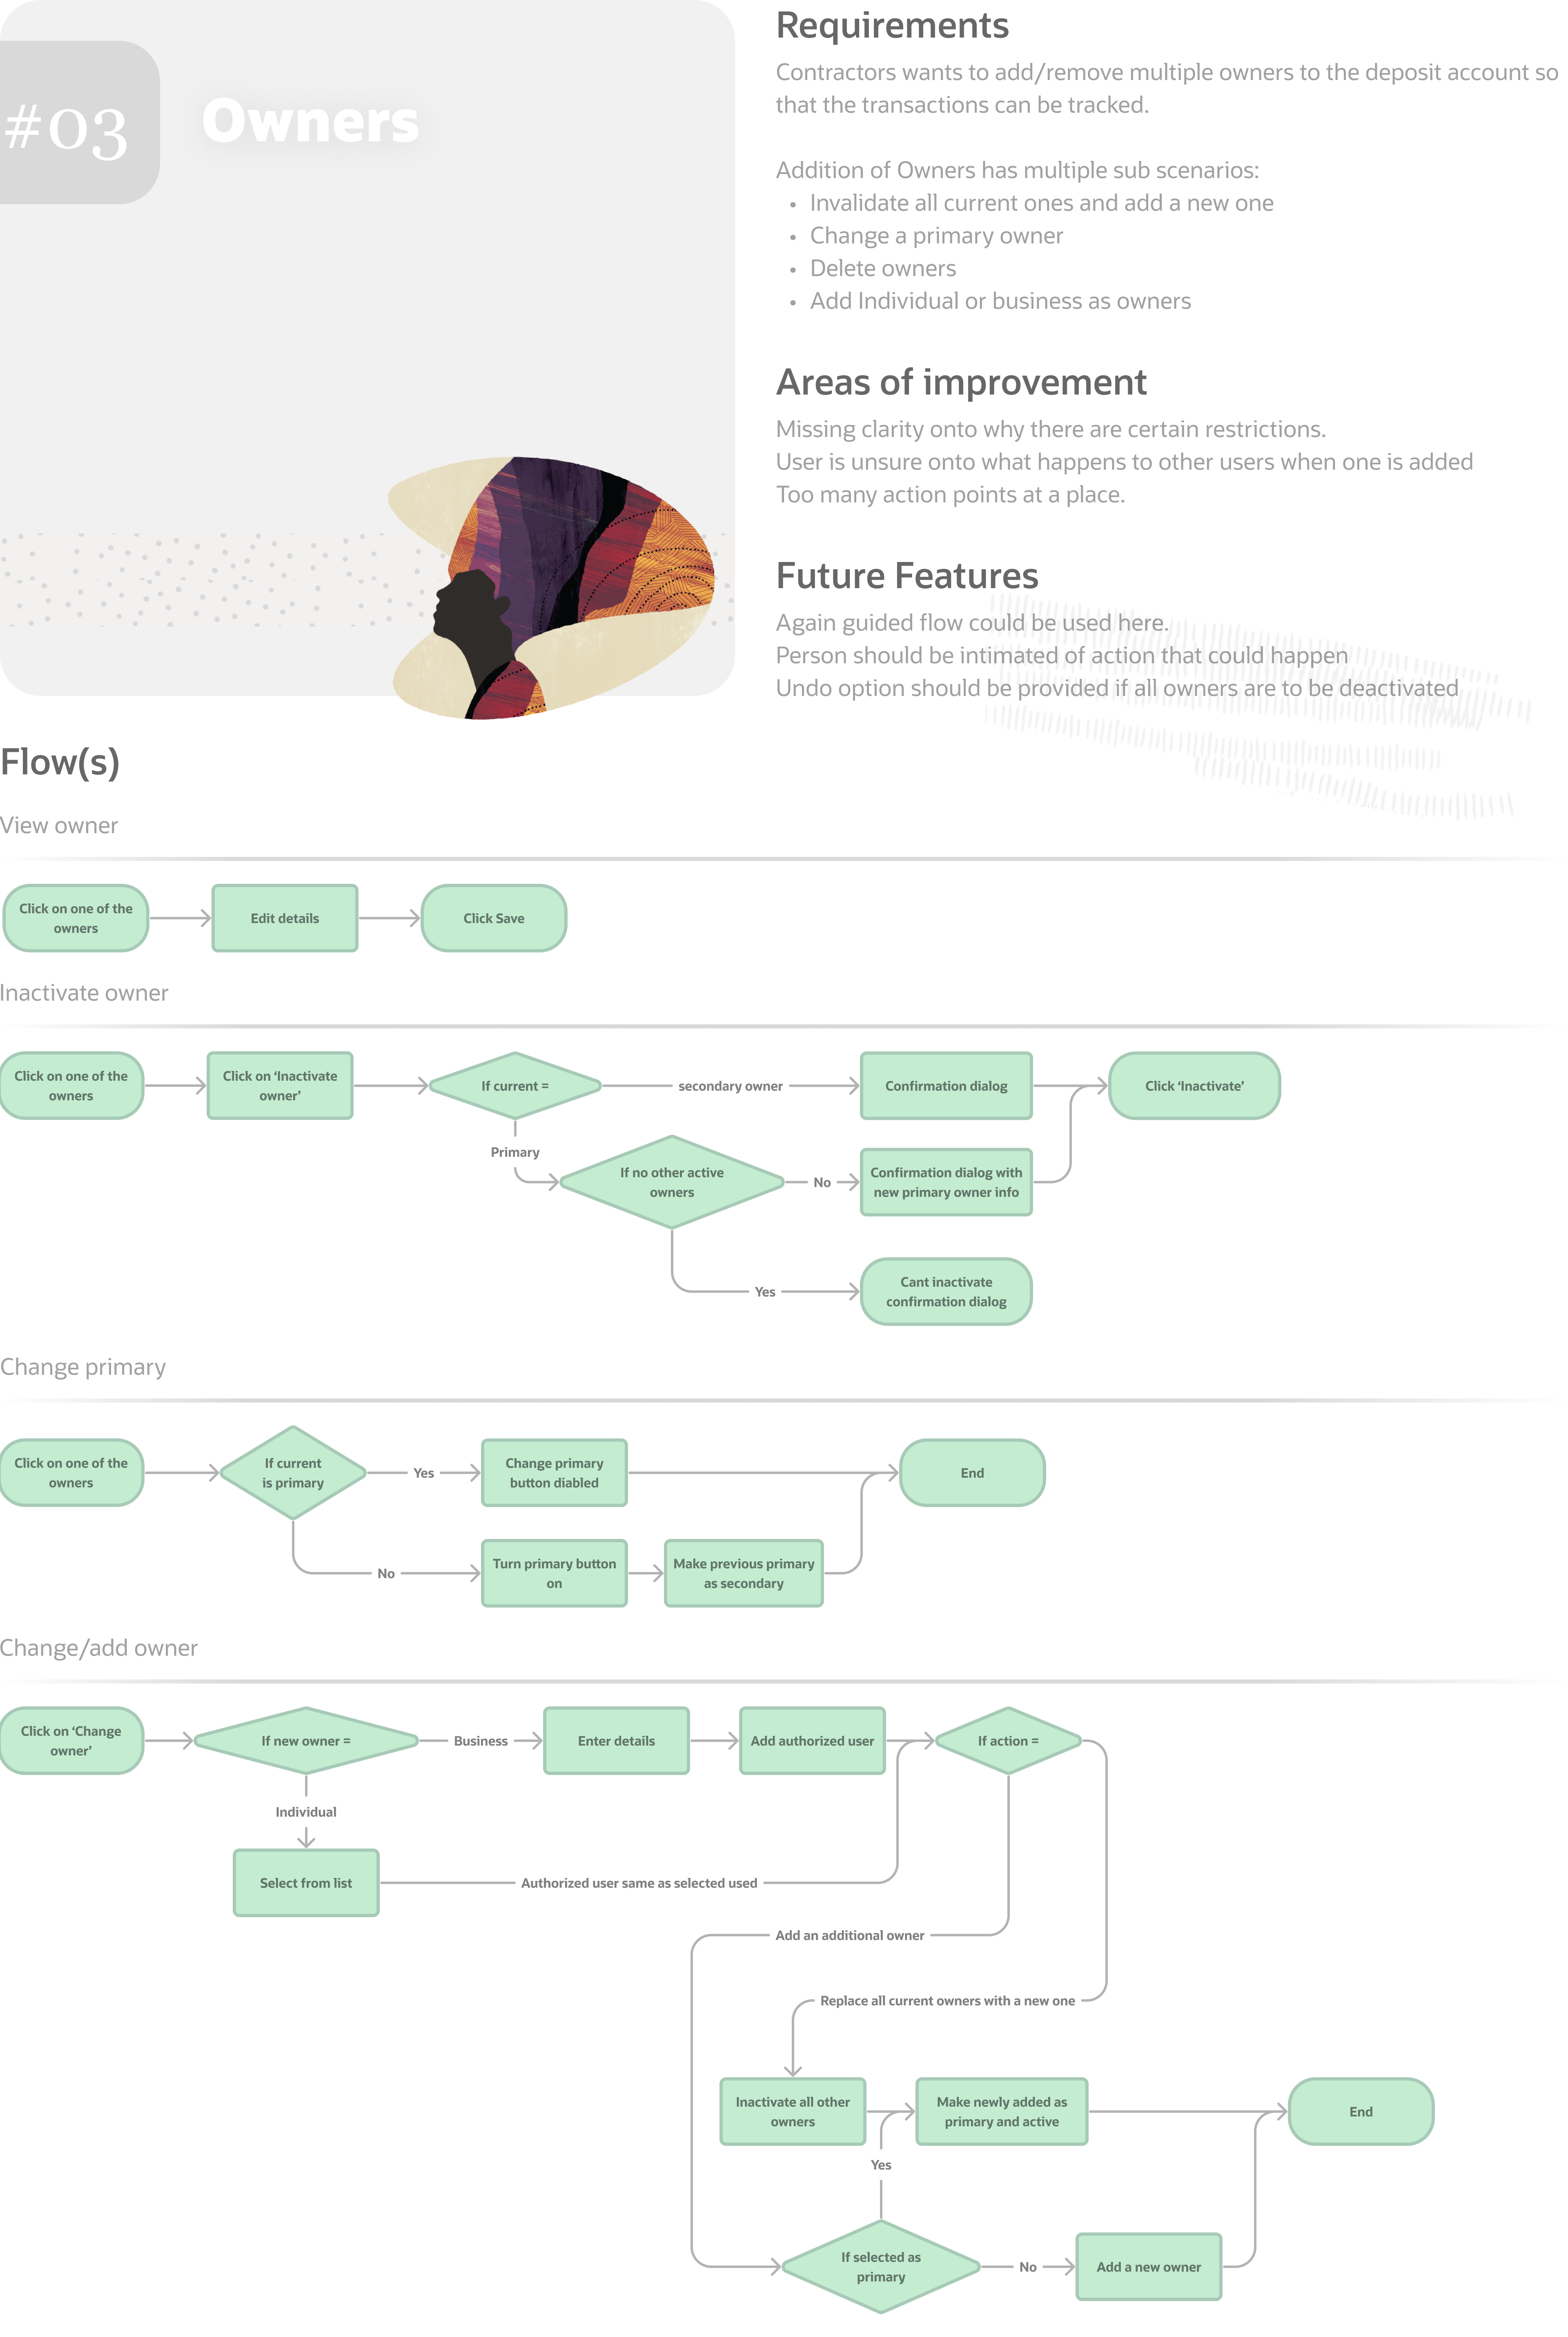 #03
Owners
Requirements
Contractors wants to add/remove multiple owners to the deposit account so
that the transactions can be tracked.
Addition of Owners has multiple sub scenarios:
• Invalidate all current ones and add a new one
• Change a primary owner
• Delete owners
• Add Individual or business as owners
Areas of improvement
Missing clarity onto why there are certain restrictions.
User is unsure onto what happens to other users when one is added
Too many action points at a place.
Future Features
Again guided flow could be used here.
Person should be intimated of action that could happen
Undo option should be provided if all owners are to be deactivated
Flow(s)
View owner
Click on one of the
owners
Edit details
Click Save
Inactivate owner
Click on one of the
owners
Click on ‘Inactivate
owner’
If current =
secondary owner
Confirmation dialog
Click ‘Inactivate’
Primary
If no other active
owners
No
Confirmation dialog with
new primary owner info
Yes
Cant inactivate
confirmation dialog
Change primary
Click on one of the
owners
If current
is primary
Yes
Change primary
button diabled
End
No
Turn primary button
on
Make previous primary
as secondary
Change/add owner
Click on ‘Change
owner’
If new owner =
Business
Enter details
Add authorized user
If action =
Individual
Select from list
Authorized user same as selected used
Add an additional owner
Replace all current owners with a new one
Inactivate all other
owners
Make newly added as
primary and active
End
Yes
If selected as
primary
No
Add a new owner